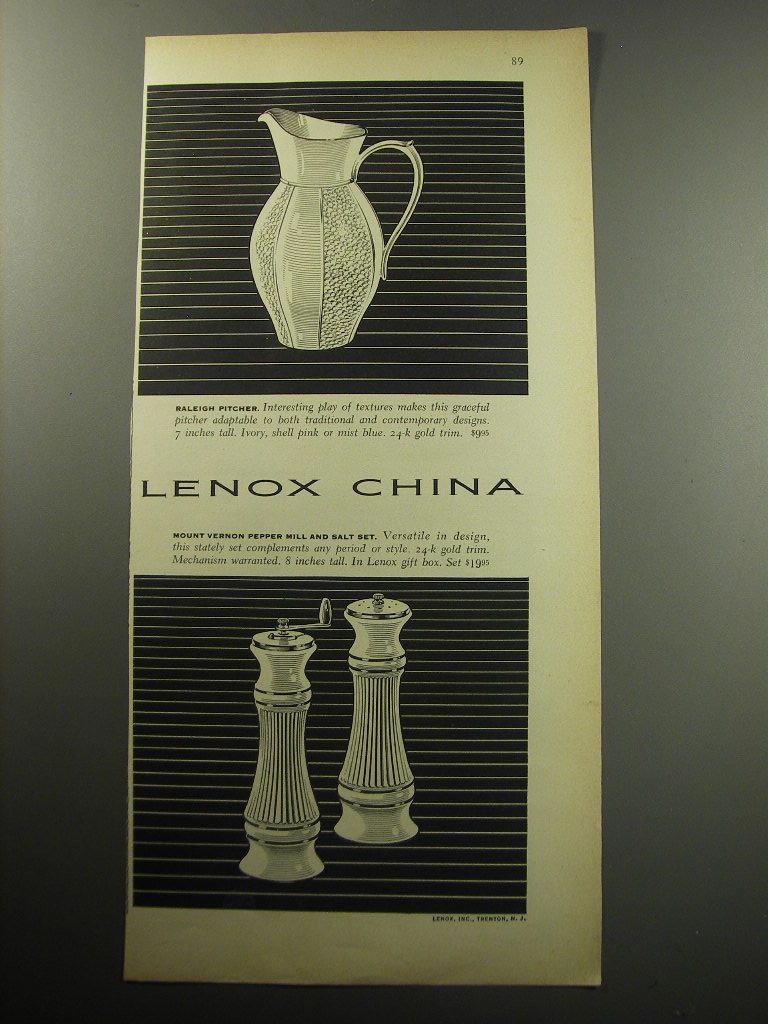 89
RALEIGH PITCHER. Interesting play of textures makes this graceful
pitcher adaptable to both traditional and contemporary designs.
7 inches tall. Ivory, shell pink or mist blue. 24-k gold trim. $9⁹⁵
LENOX CHINA
MOUNT VERNON PEPPER MILL AND SALT SET. Versatile in design,
this stately set complements any period or style. 24-k gold trim.
Mechanism warranted. 8 inches tall. In Lenox gift box. Set $19⁹⁵
LENOX, INC., TRENTON, N. J.